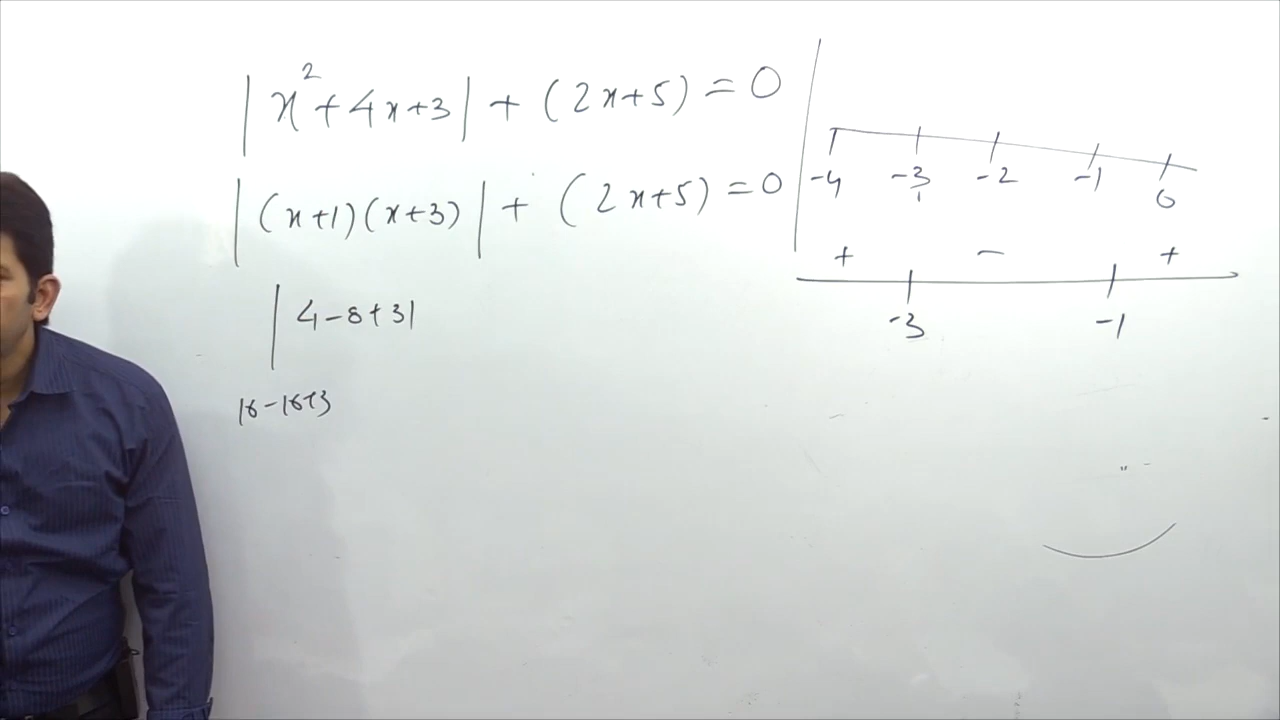 |x²+4x+3| + (2x+5) = 0
|(x+1)(x+3)| + (2x+5) = 0
|4-8+3|
16-16+3
-4 -3 -2 -1 0
+ - +
-3 -1